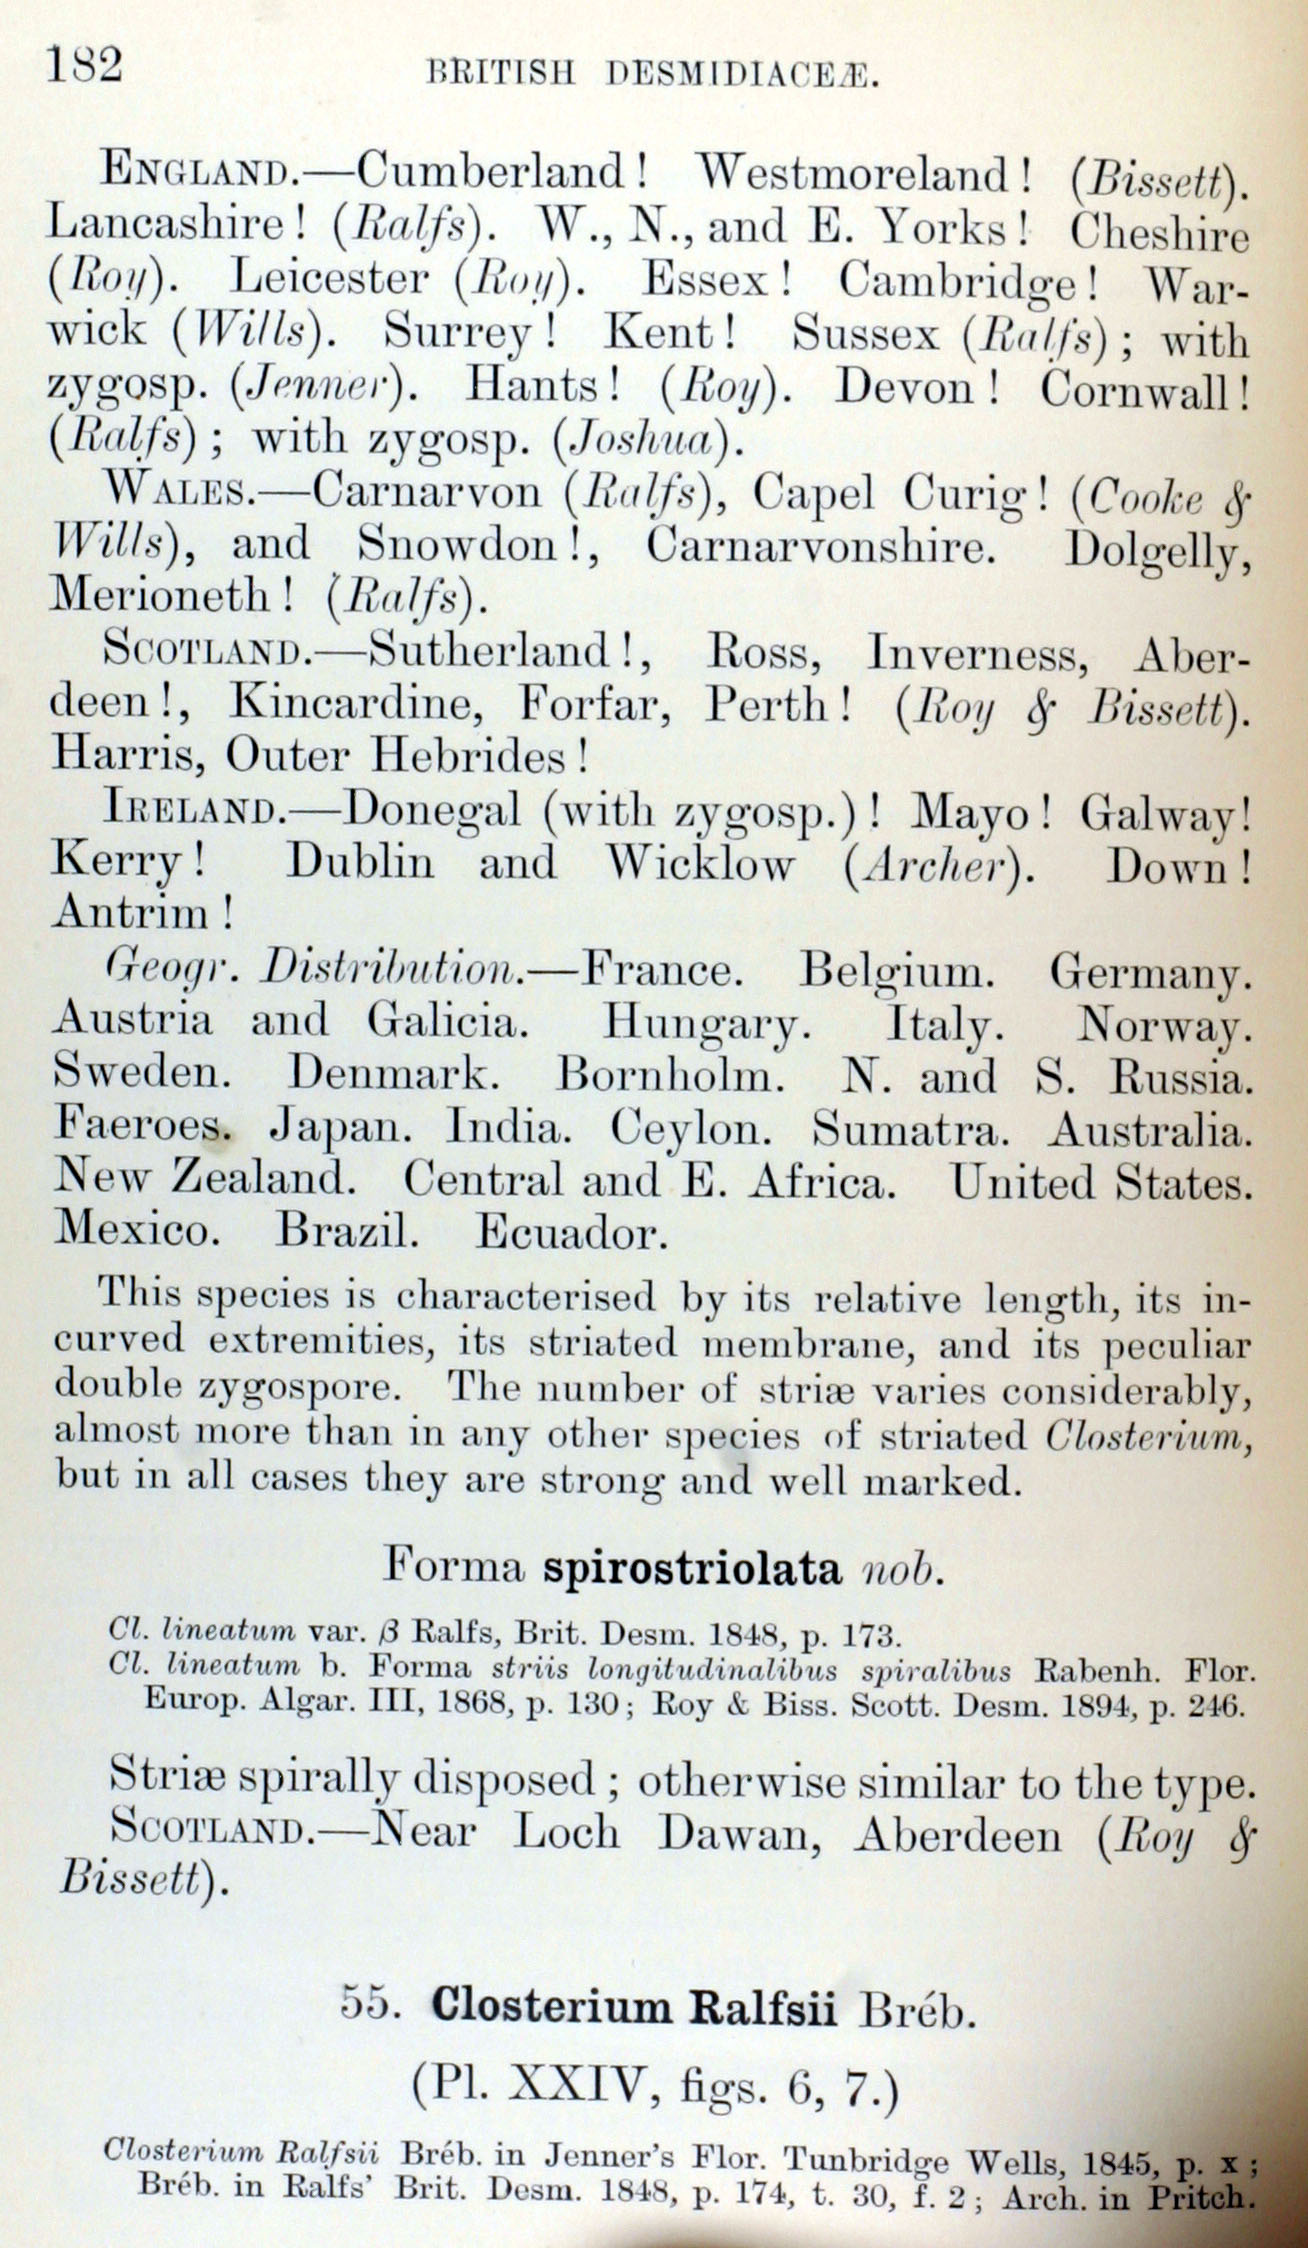 182
BRITISH DESMIDIACEÆ.
ENGLAND.—Cumberland! Westmoreland! (Bissett).
Lancashire! (Ralfs). W., N., and E. Yorks! Cheshire
(Roy). Leicester (Roy). Essex! Cambridge! War-
wick (Wills). Surrey! Kent! Sussex (Ralfs); with
zygosp. (Jenner). Hants! (Roy). Devon! Cornwall!
(Ralfs); with zygosp. (Joshua).
WALES.—Carnarvon (Ralfs), Capel Curig! (Cooke &
Wills), and Snowdon!, Carnarvonshire. Dolgelly,
Merioneth! (Ralfs).
SCOTLAND.—Sutherland!, Ross, Inverness, Aber-
deen!, Kincardine, Forfar, Perth! (Roy & Bissett).
Harris, Outer Hebrides!
IRELAND.—Donegal (with zygosp.)! Mayo! Galway!
Kerry! Dublin and Wicklow (Archer). Down!
Antrim!
Geogr. Distribution.—France. Belgium. Germany.
Austria and Galicia. Hungary. Italy. Norway.
Sweden. Denmark. Bornholm. N. and S. Russia.
Faeroes. Japan. India. Ceylon. Sumatra. Australia.
New Zealand. Central and E. Africa. United States.
Mexico. Brazil. Ecuador.
This species is characterised by its relative length, its in-
curved extremities, its striated membrane, and its peculiar
double zygospore. The number of striæ varies considerably,
almost more than in any other species of striated Closterium,
but in all cases they are strong and well marked.
Forma spirostriolata nob.
Cl. lineatum var. β Ralfs, Brit. Desm. 1848, p. 173.
Cl. lineatum b. Forma striis longitudinalibus spiralibus Rabenh. Flor.
Europ. Algar. III, 1868, p. 130; Roy & Biss. Scott. Desm. 1894, p. 246.
Striæ spirally disposed; otherwise similar to the type.
SCOTLAND.—Near Loch Dawan, Aberdeen (Roy &
Bissett).
55. Closterium Ralfsii Bréb.
(Pl. XXIV, figs. 6, 7.)
Closterium Ralfsii Bréb. in Jenner's Flor. Tunbridge Wells, 1845, p. x;
Bréb. in Ralfs' Brit. Desm. 1848, p. 174, t. 30, f. 2; Arch. in Pritch.